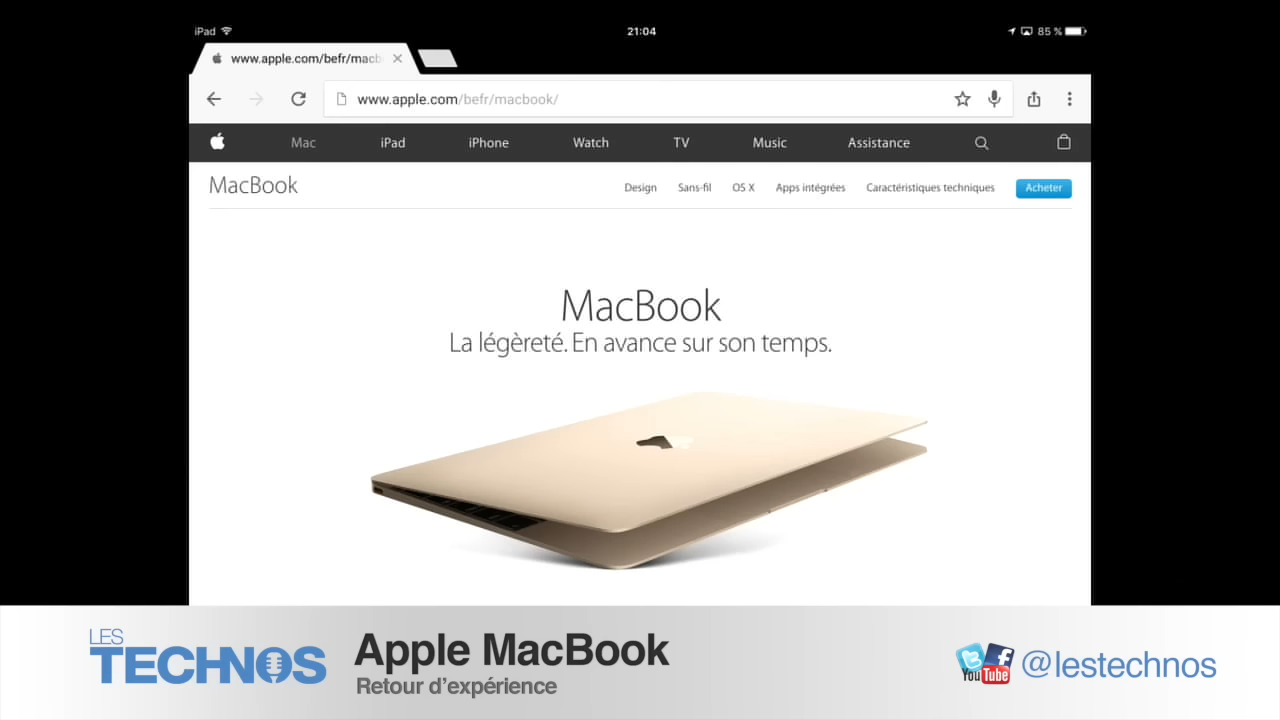 iPad 21:04 85 %
www.apple.com/befr/macb
www.apple.com/befr/macbook/
Mac iPad iPhone Watch TV Music Assistance
MacBook Design Sans-fil OS X Apps intégrées Caractéristiques techniques Acheter
MacBook
La légèreté. En avance sur son temps.
LES
TECHNOS
Apple MacBook
Retour d'expérience
YouTube
@lestechnos